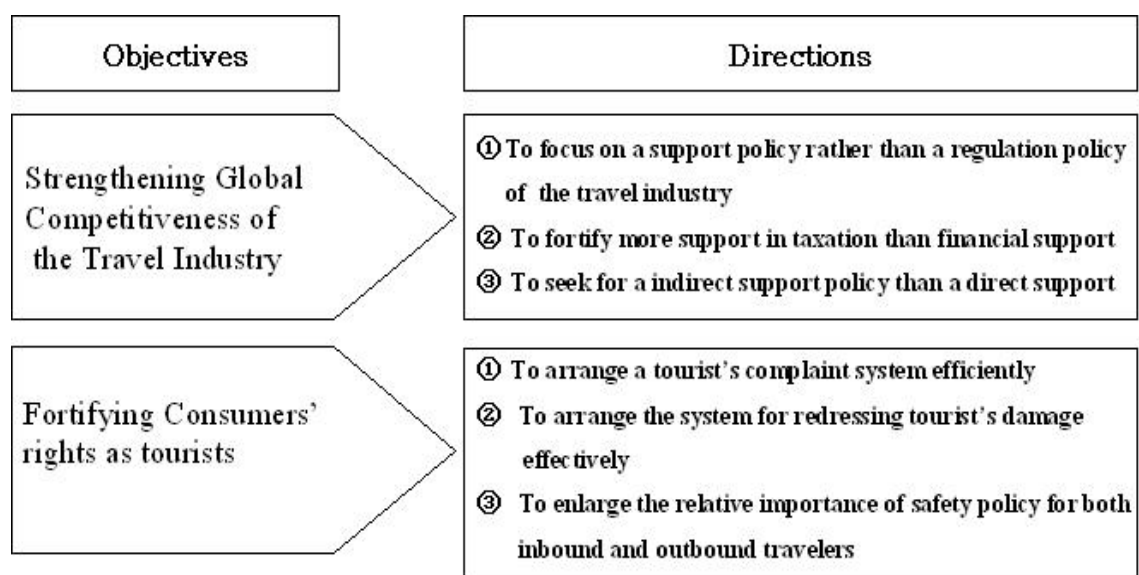 Objectives
Directions
Strengthening Global
Competitiveness of
the Travel Industry
① To focus on a support policy rather than a regulation policy
of the travel industry
② To fortify more support in taxation than financial support
③ To seek for a indirect support policy than a direct support
Fortifying Consumers'
rights as tourists
① To arrange a tourist's complaint system efficiently
② To arrange the system for redressing tourist's damage
effectively
③ To enlarge the relative importance of safety policy for both
inbound and outbound travelers